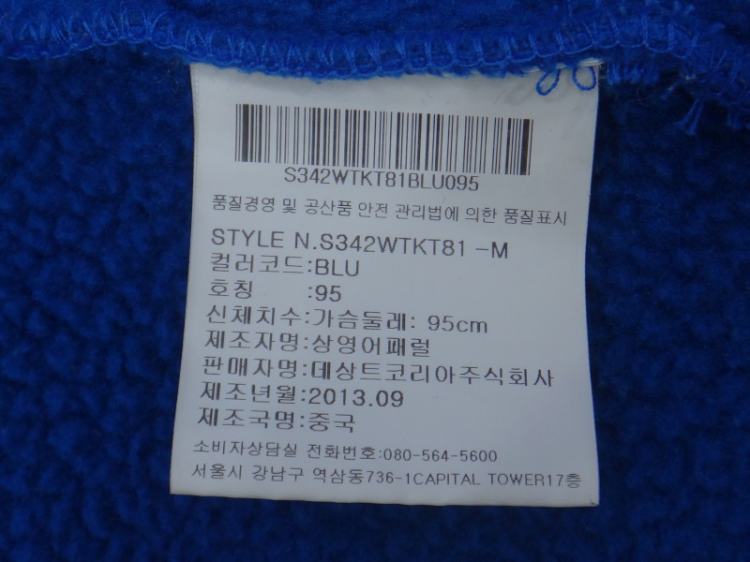 S342WTKT81BLU095
품질경영 및 공산품 안전 관리법에 의한 품질표시
STYLE N.S342WTKT81 -M
컬러코드:BLU
호칭 :95
신체치수:가슴둘레: 95cm
제조자명:상영어패럴
판매자명:데상트코리아주식회사
제조년월:2013.09
제조국명:중국
소비자상담실 전화번호:080-564-5600
서울시 강남구 역삼동736-1CAPITAL TOWER17층